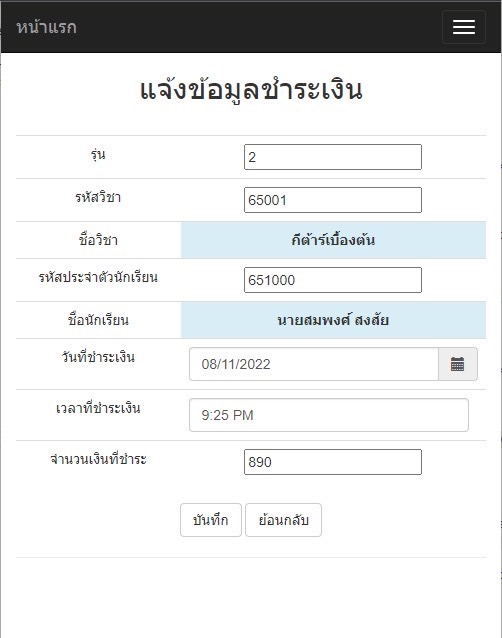 หน้าแรก
แจ้งข้อมูลชำระเงิน
รุ่น 2
รหัสวิชา 65001
ชื่อวิชา กีต้าร์เบื้องต้น
รหัสประจำตัวนักเรียน 651000
ชื่อนักเรียน นายสมพงศ์ สงสัย
วันที่ชำระเงิน 08/11/2022
เวลาที่ชำระเงิน 9:25 PM
จำนวนเงินที่ชำระ 890
บันทึก ย้อนกลับ